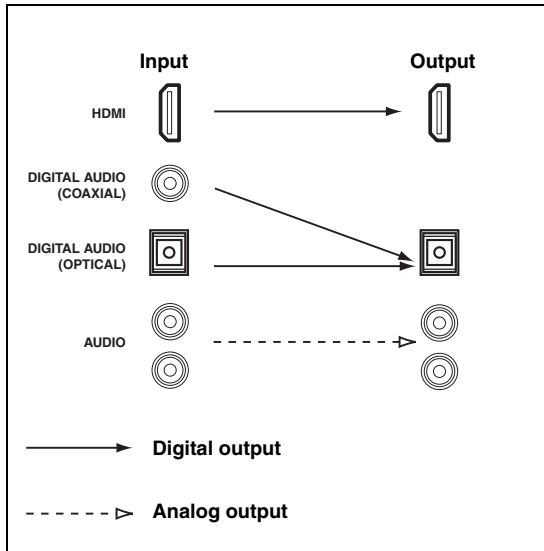 Input Output
HDMI
DIGITAL AUDIO
(COAXIAL)
DIGITAL AUDIO
(OPTICAL)
AUDIO
Digital output
Analog output